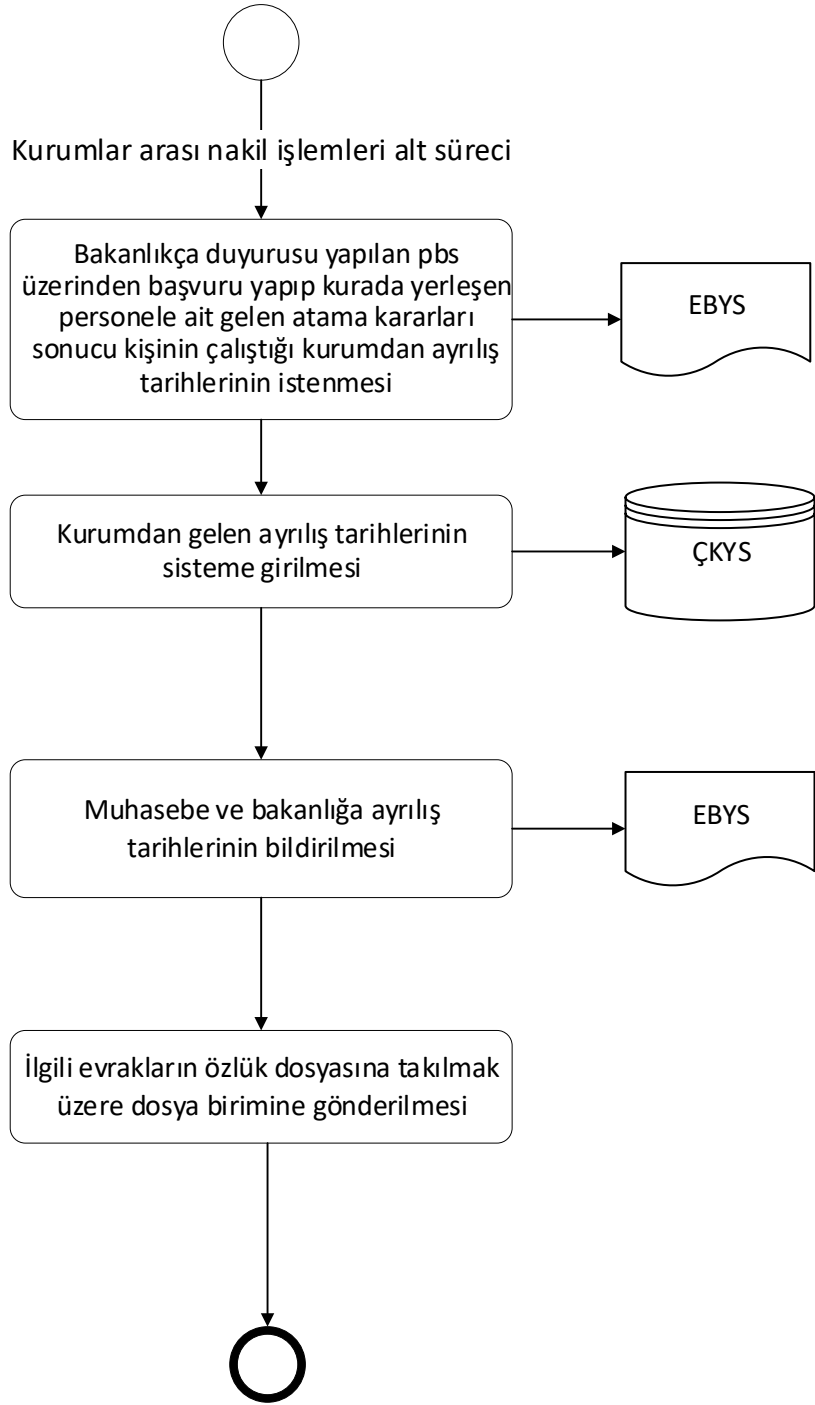 Kurumlar arası nakil işlemleri alt süreci
Bakanlıkça duyurusu yapılan pbs
üzerinden başvuru yapıp kurada yerleşen
personele ait gelen atama kararları
sonucu kişinin çalıştığı kurumdan ayrılış
tarihlerinin istenmesi
EBYS
Kurumdan gelen ayrılış tarihlerinin
sisteme girilmesi
ÇKYS
Muhasebe ve bakanlığa ayrılış
tarihlerinin bildirilmesi
EBYS
İlgili evrakların özlük dosyasına takılmak
üzere dosya birimine gönderilmesi